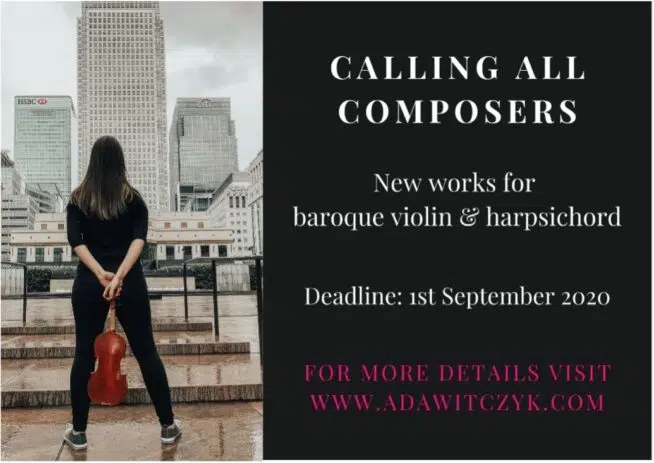 HSBC
CALLING ALL
COMPOSERS
New works for
baroque violin & harpsichord
Deadline: 1st September 2020
FOR MORE DETAILS VISIT
WWW.ADAWITCZYK.COM